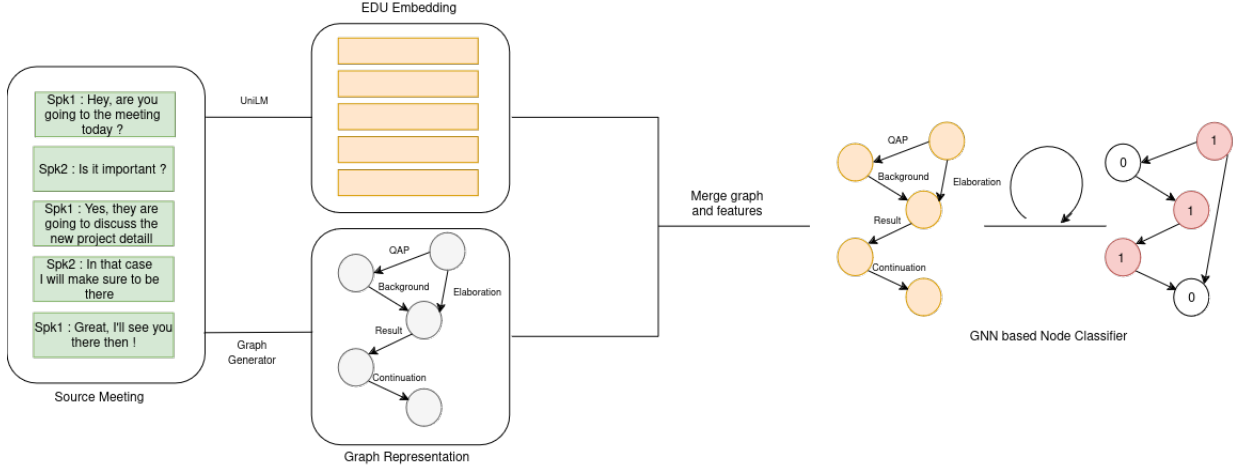 EDU Embedding
Spk1 : Hey, are you
going to the meeting
today ?
Spk2 : Is it important ?
Spk1 : Yes, they are
going to discuss the
new project detaill
Spk2 : In that case
I will make sure to be
there
Spk1 : Great, I'll see you
there then !
Source Meeting
UniLM
Graph
Generator
QAP
Background
Elaboration
Result
Continuation
Graph Representation
Merge graph
and features
QAP
Background
Elaboration
Result
Continuation
1
0
1
1
0
GNN based Node Classifier